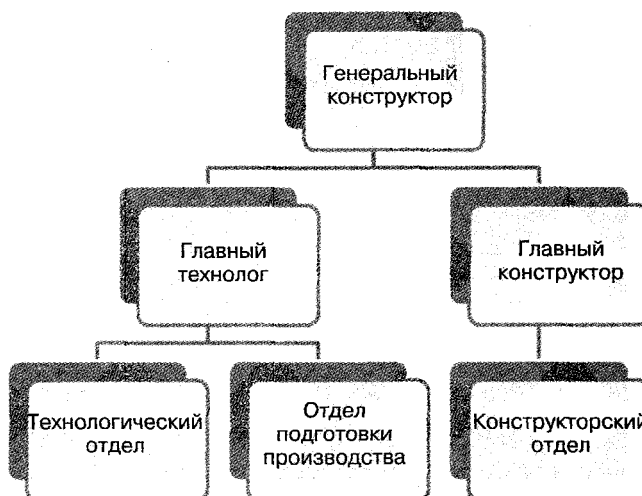 Генеральный
конструктор
Главный
технолог
Главный
конструктор
Технологический
отдел
Отдел
подготовки
производства
Конструкторский
отдел